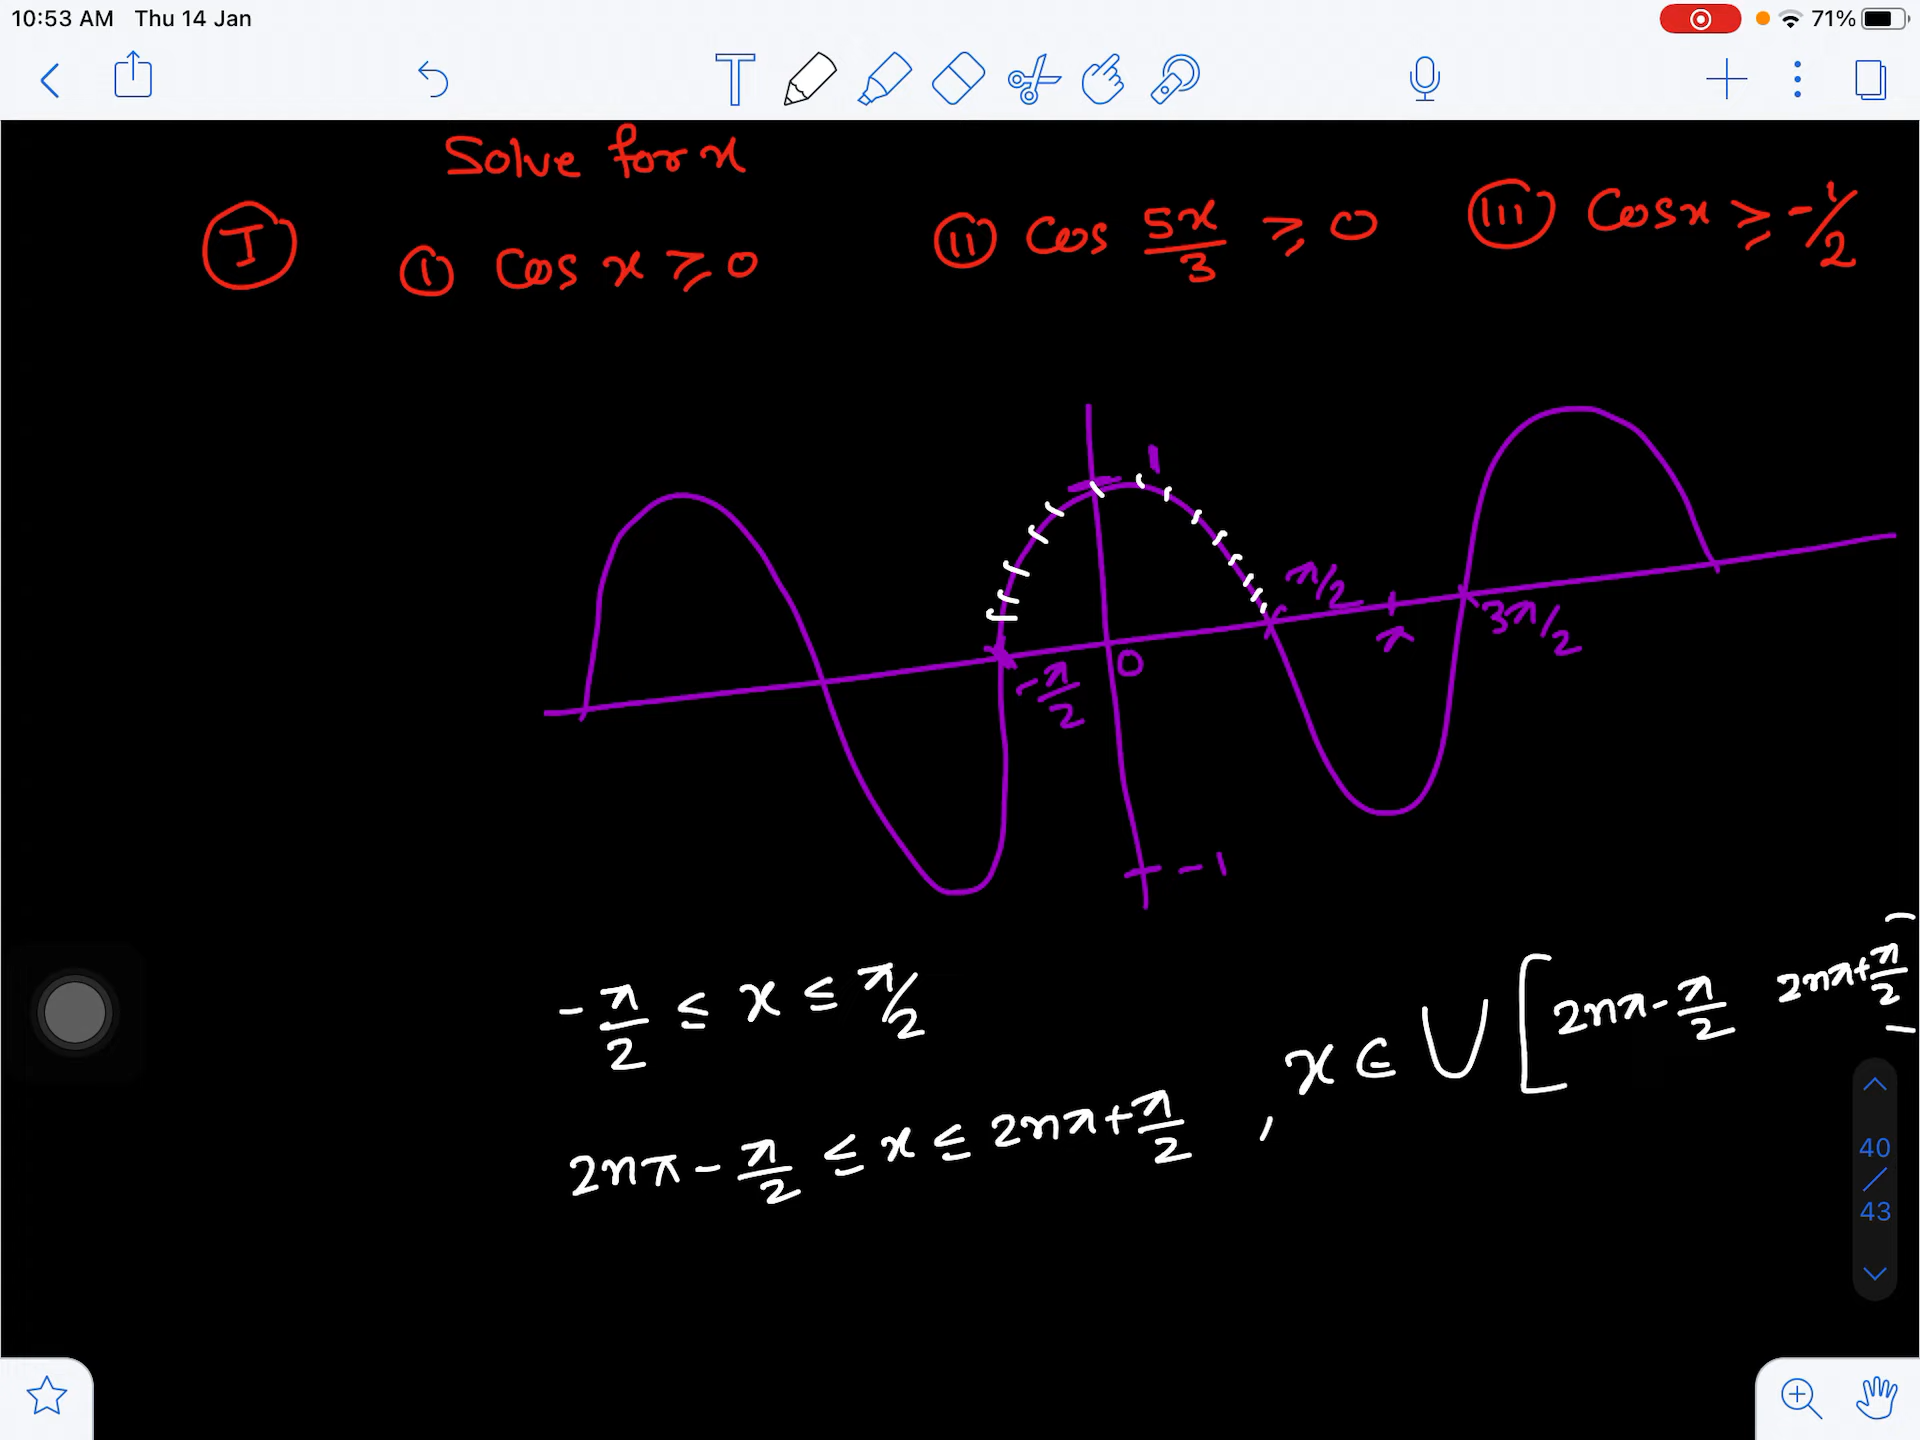 10:53 AM Thu 14 Jan 71%
T
Solve for x
I (i) Cos x ≥ 0 (ii) Cos 5x/3 ≥ 0 (iii) Cosx ≥ -1/2
1
π/2
π
3π/2
-π/2
0
-1
-π/2 ≤ x ≤ π/2
2nπ - π/2 ≤ x ≤ 2nπ + π/2 , x ∈ ∪ [2nπ - π/2 2nπ + π/2
40
/
43